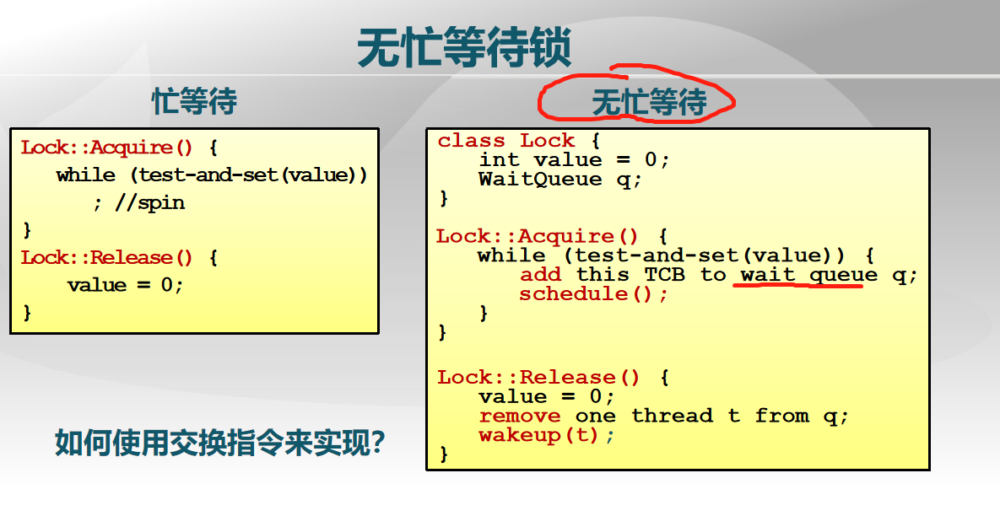 无忙等待锁
忙等待
Lock::Acquire() {
while (test-and-set(value))
; //spin
}
Lock::Release() {
value = 0;
}
如何使用交换指令来实现?
无忙等待
class Lock {
int value = 0;
WaitQueue q;
}
Lock::Acquire() {
while (test-and-set(value)) {
add this TCB to wait queue q;
schedule();
}
}
Lock::Release() {
value = 0;
remove one thread t from q;
wakeup(t);
}